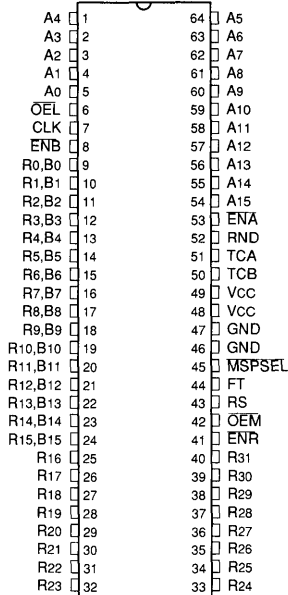 A4 1 64 A5
A3 2 63 A6
A2 3 62 A7
A1 4 61 A8
A0 5 60 A9
OEL 6 59 A10
CLK 7 58 A11
ENB 8 57 A12
R0,B0 9 56 A13
R1,B1 10 55 A14
R2,B2 11 54 A15
R3,B3 12 53 ENA
R4,B4 13 52 RND
R5,B5 14 51 TCA
R6,B6 15 50 TCB
R7,B7 16 49 VCC
R8,B8 17 48 VCC
R9,B9 18 47 GND
R10,B10 19 46 GND
R11,B11 20 45 MSPSEL
R12,B12 21 44 FT
R13,B13 22 43 RS
R14,B14 23 42 OEM
R15,B15 24 41 ENR
R16 25 40 R31
R17 26 39 R30
R18 27 38 R29
R19 28 37 R28
R20 29 36 R27
R21 30 35 R26
R22 31 34 R25
R23 32 33 R24